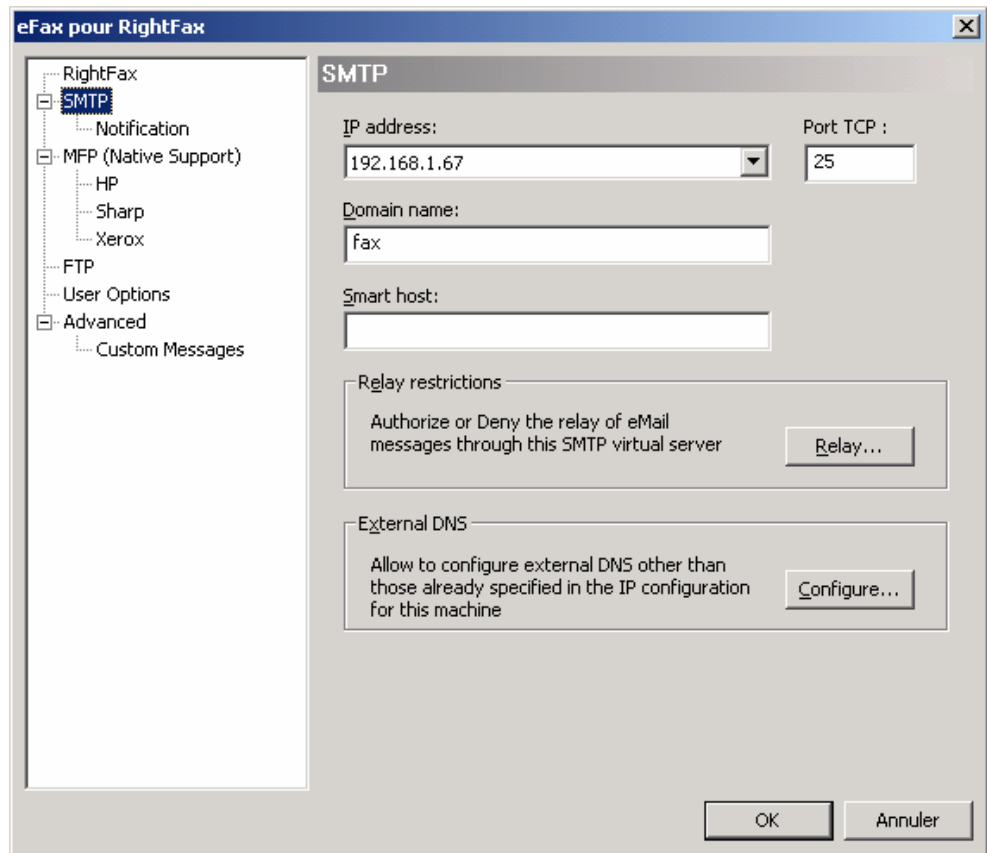 eFax pour RightFax
RightFax
SMTP
Notification
MFP (Native Support)
HP
Sharp
Xerox
FTP
User Options
Advanced
Custom Messages
SMTP
IP address:
Port TCP :
192.168.1.67
25
Domain name:
fax
Smart host:
Relay restrictions
Authorize or Deny the relay of eMail
messages through this SMTP virtual server
Relay...
External DNS
Allow to configure external DNS other than
those already specified in the IP configuration
for this machine
Configure...
OK
Annuler